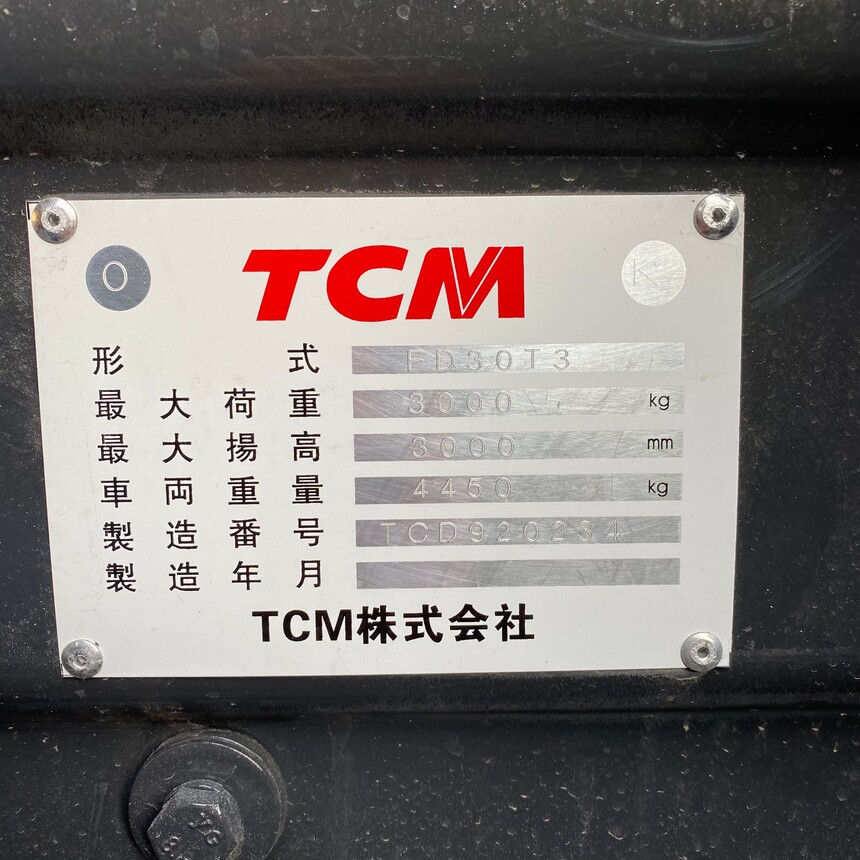 O TCM K
形式 FD30T3
最大荷重 3000 kg
最大揚高 3000 mm
車両重量 4450 kg
製造番号 TCD920234
製造年月
TCM株式会社